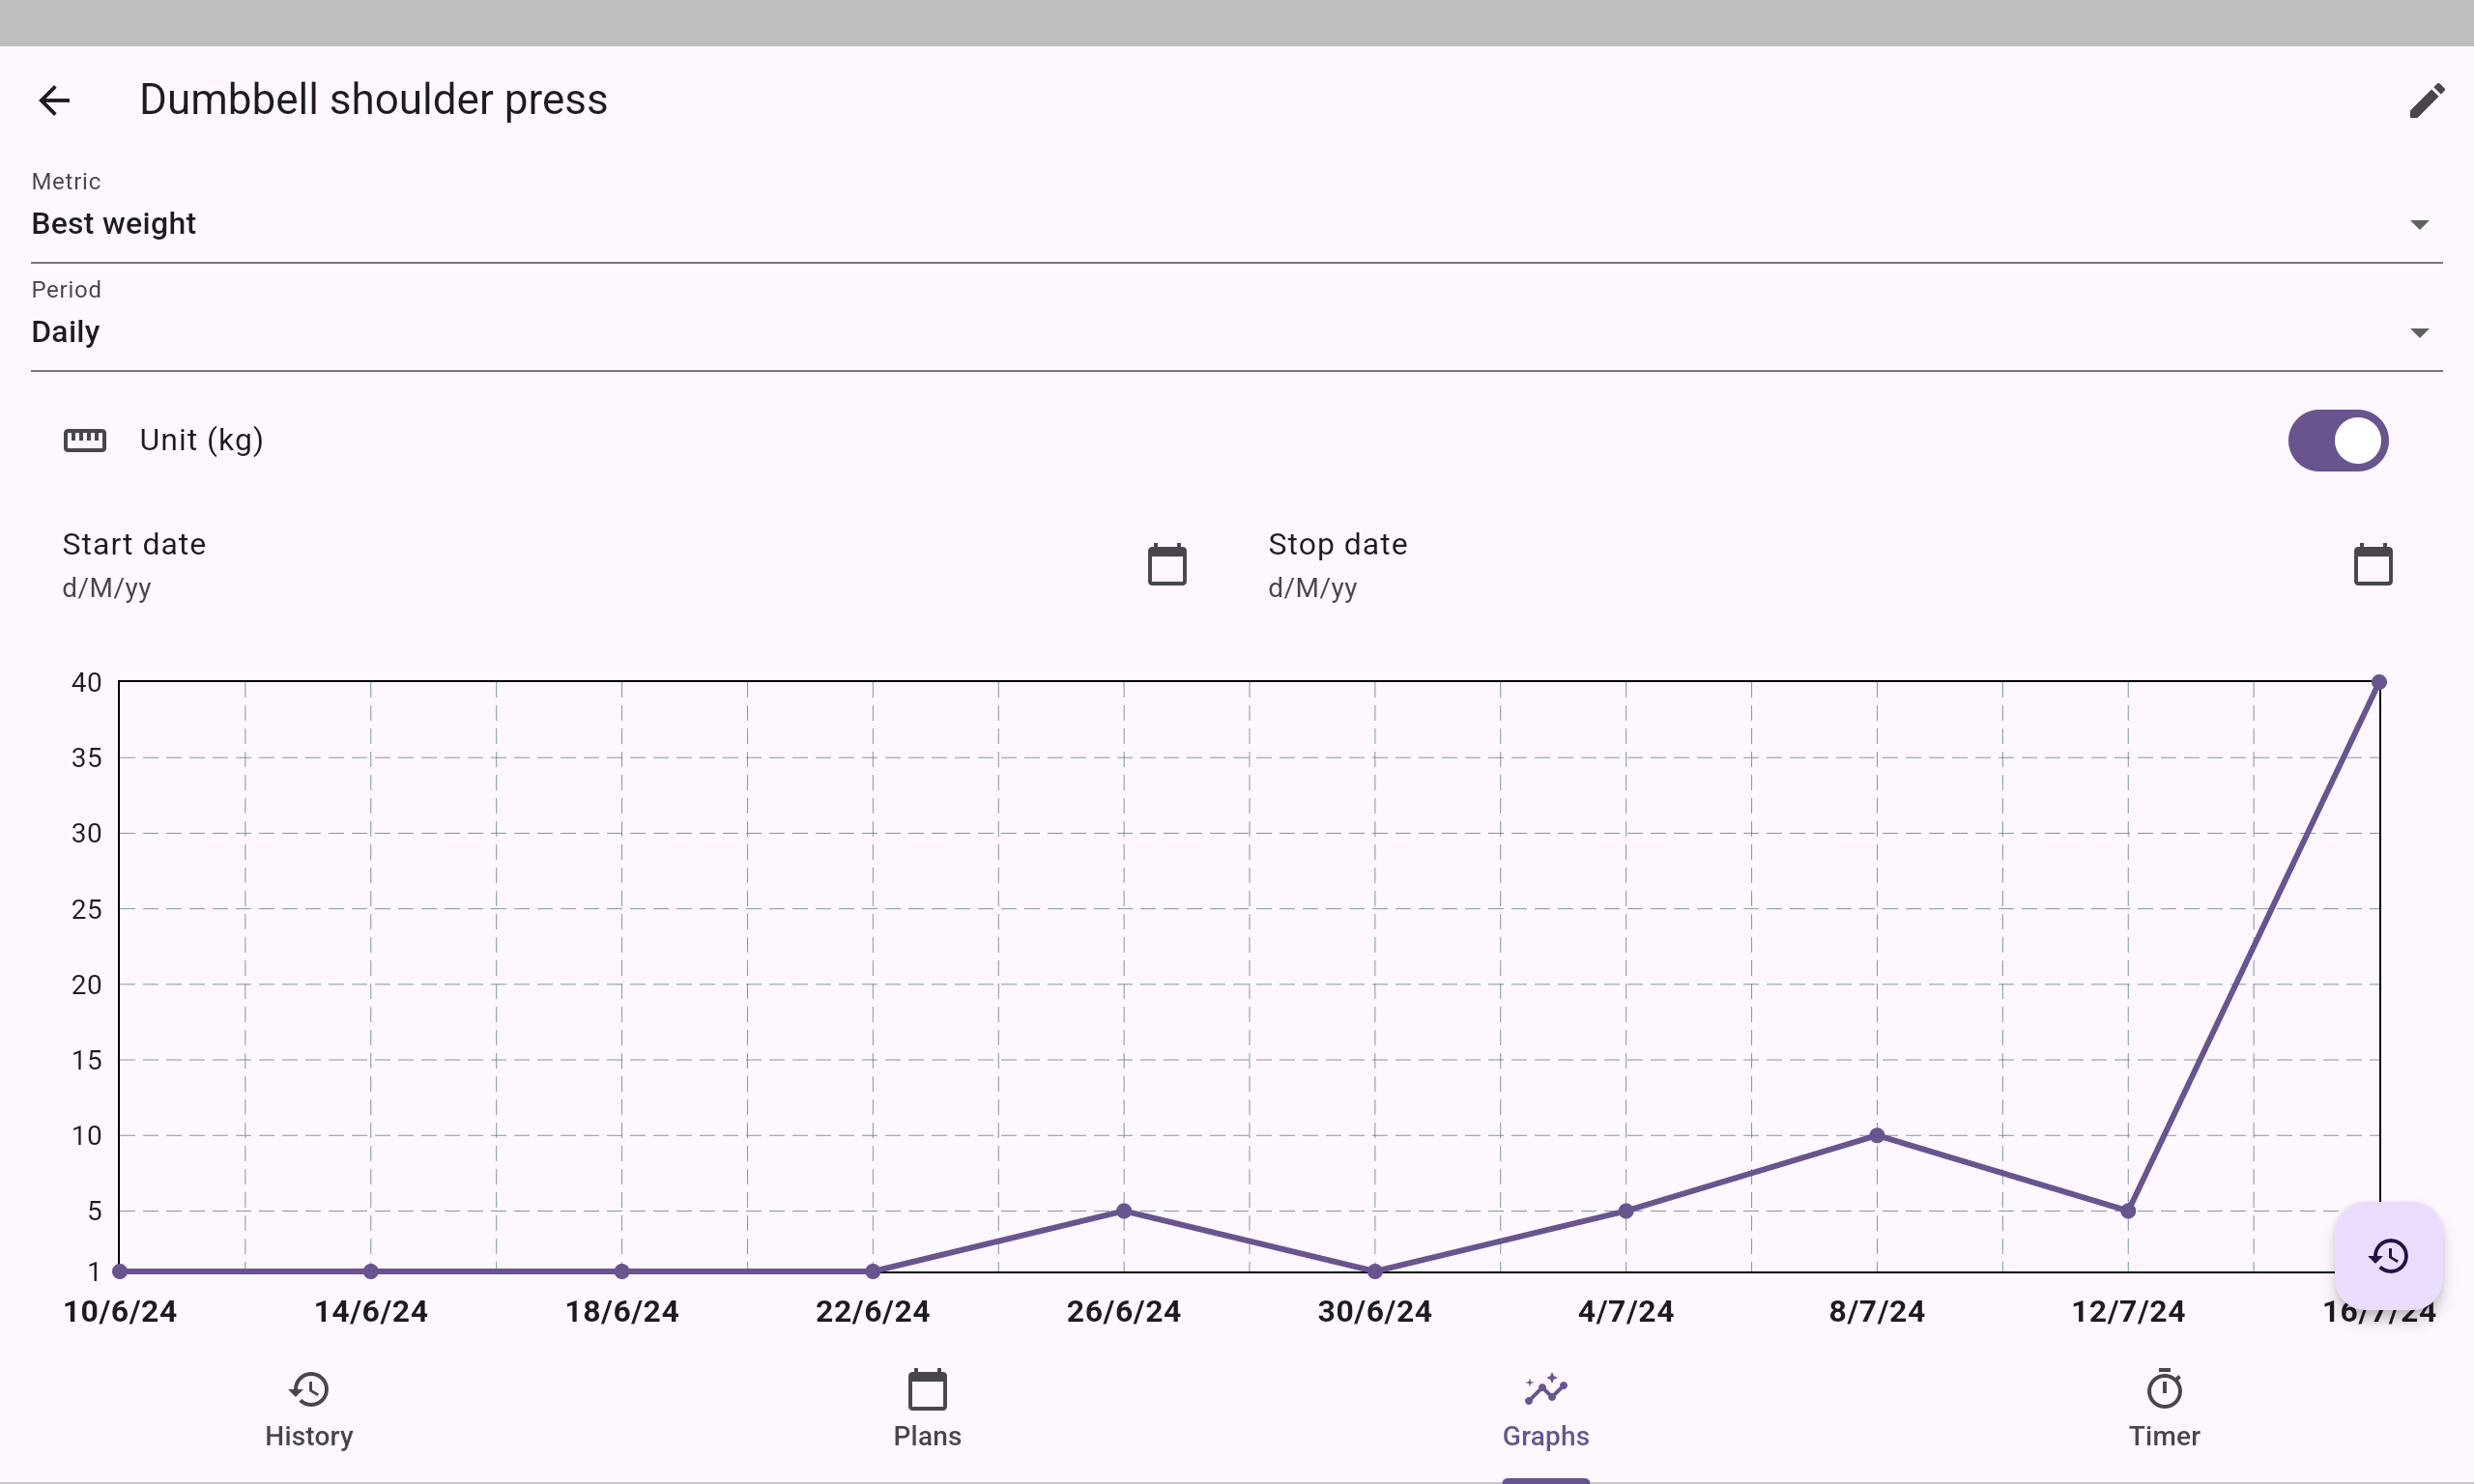 Dumbbell shoulder press
Metric
Best weight
Period
Daily
Unit (kg)
Start date
d/M/yy
Stop date
d/M/yy
40
35
30
25
20
15
10
5
1
10/6/24 14/6/24 18/6/24 22/6/24 26/6/24 30/6/24 4/7/24 8/7/24 12/7/24 16/7/24
History Plans Graphs Timer